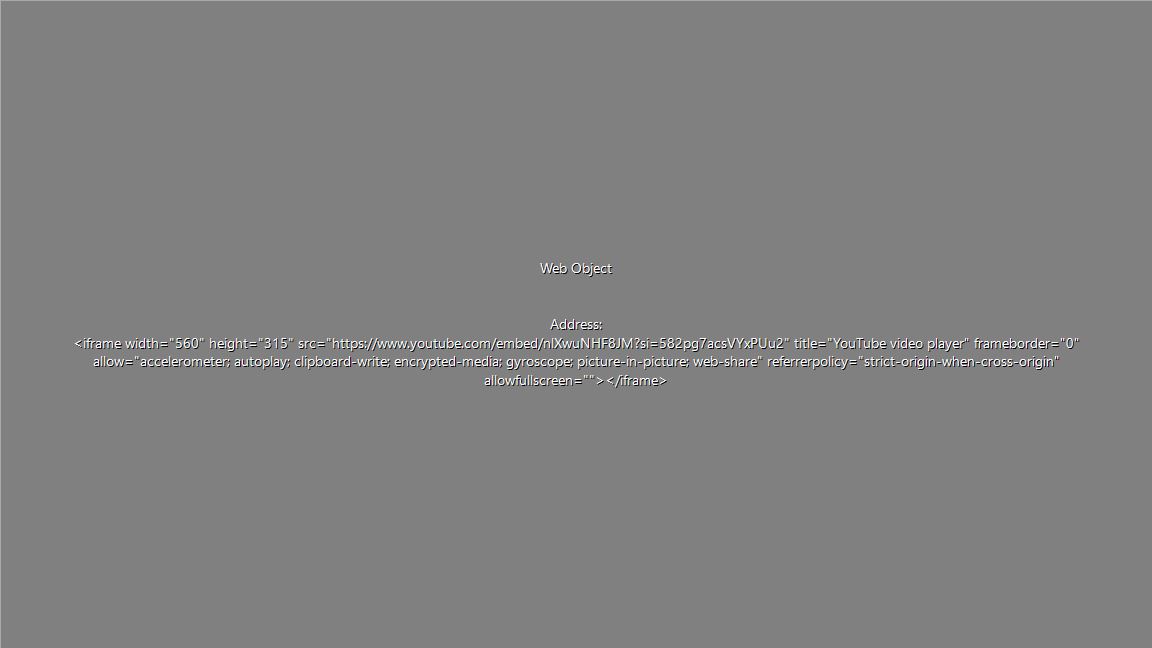 Web Object
Address:
<iframe width="560" height="315" src="https://www.youtube.com/embed/nlXwuNHF8JM?si=582pg7acsVYxPUu2" title="YouTube video player" frameborder="0"
allow="accelerometer; autoplay; clipboard-write; encrypted-media; gyroscope; picture-in-picture; web-share" referrerpolicy="strict-origin-when-cross-origin"
allowfullscreen=""></iframe>